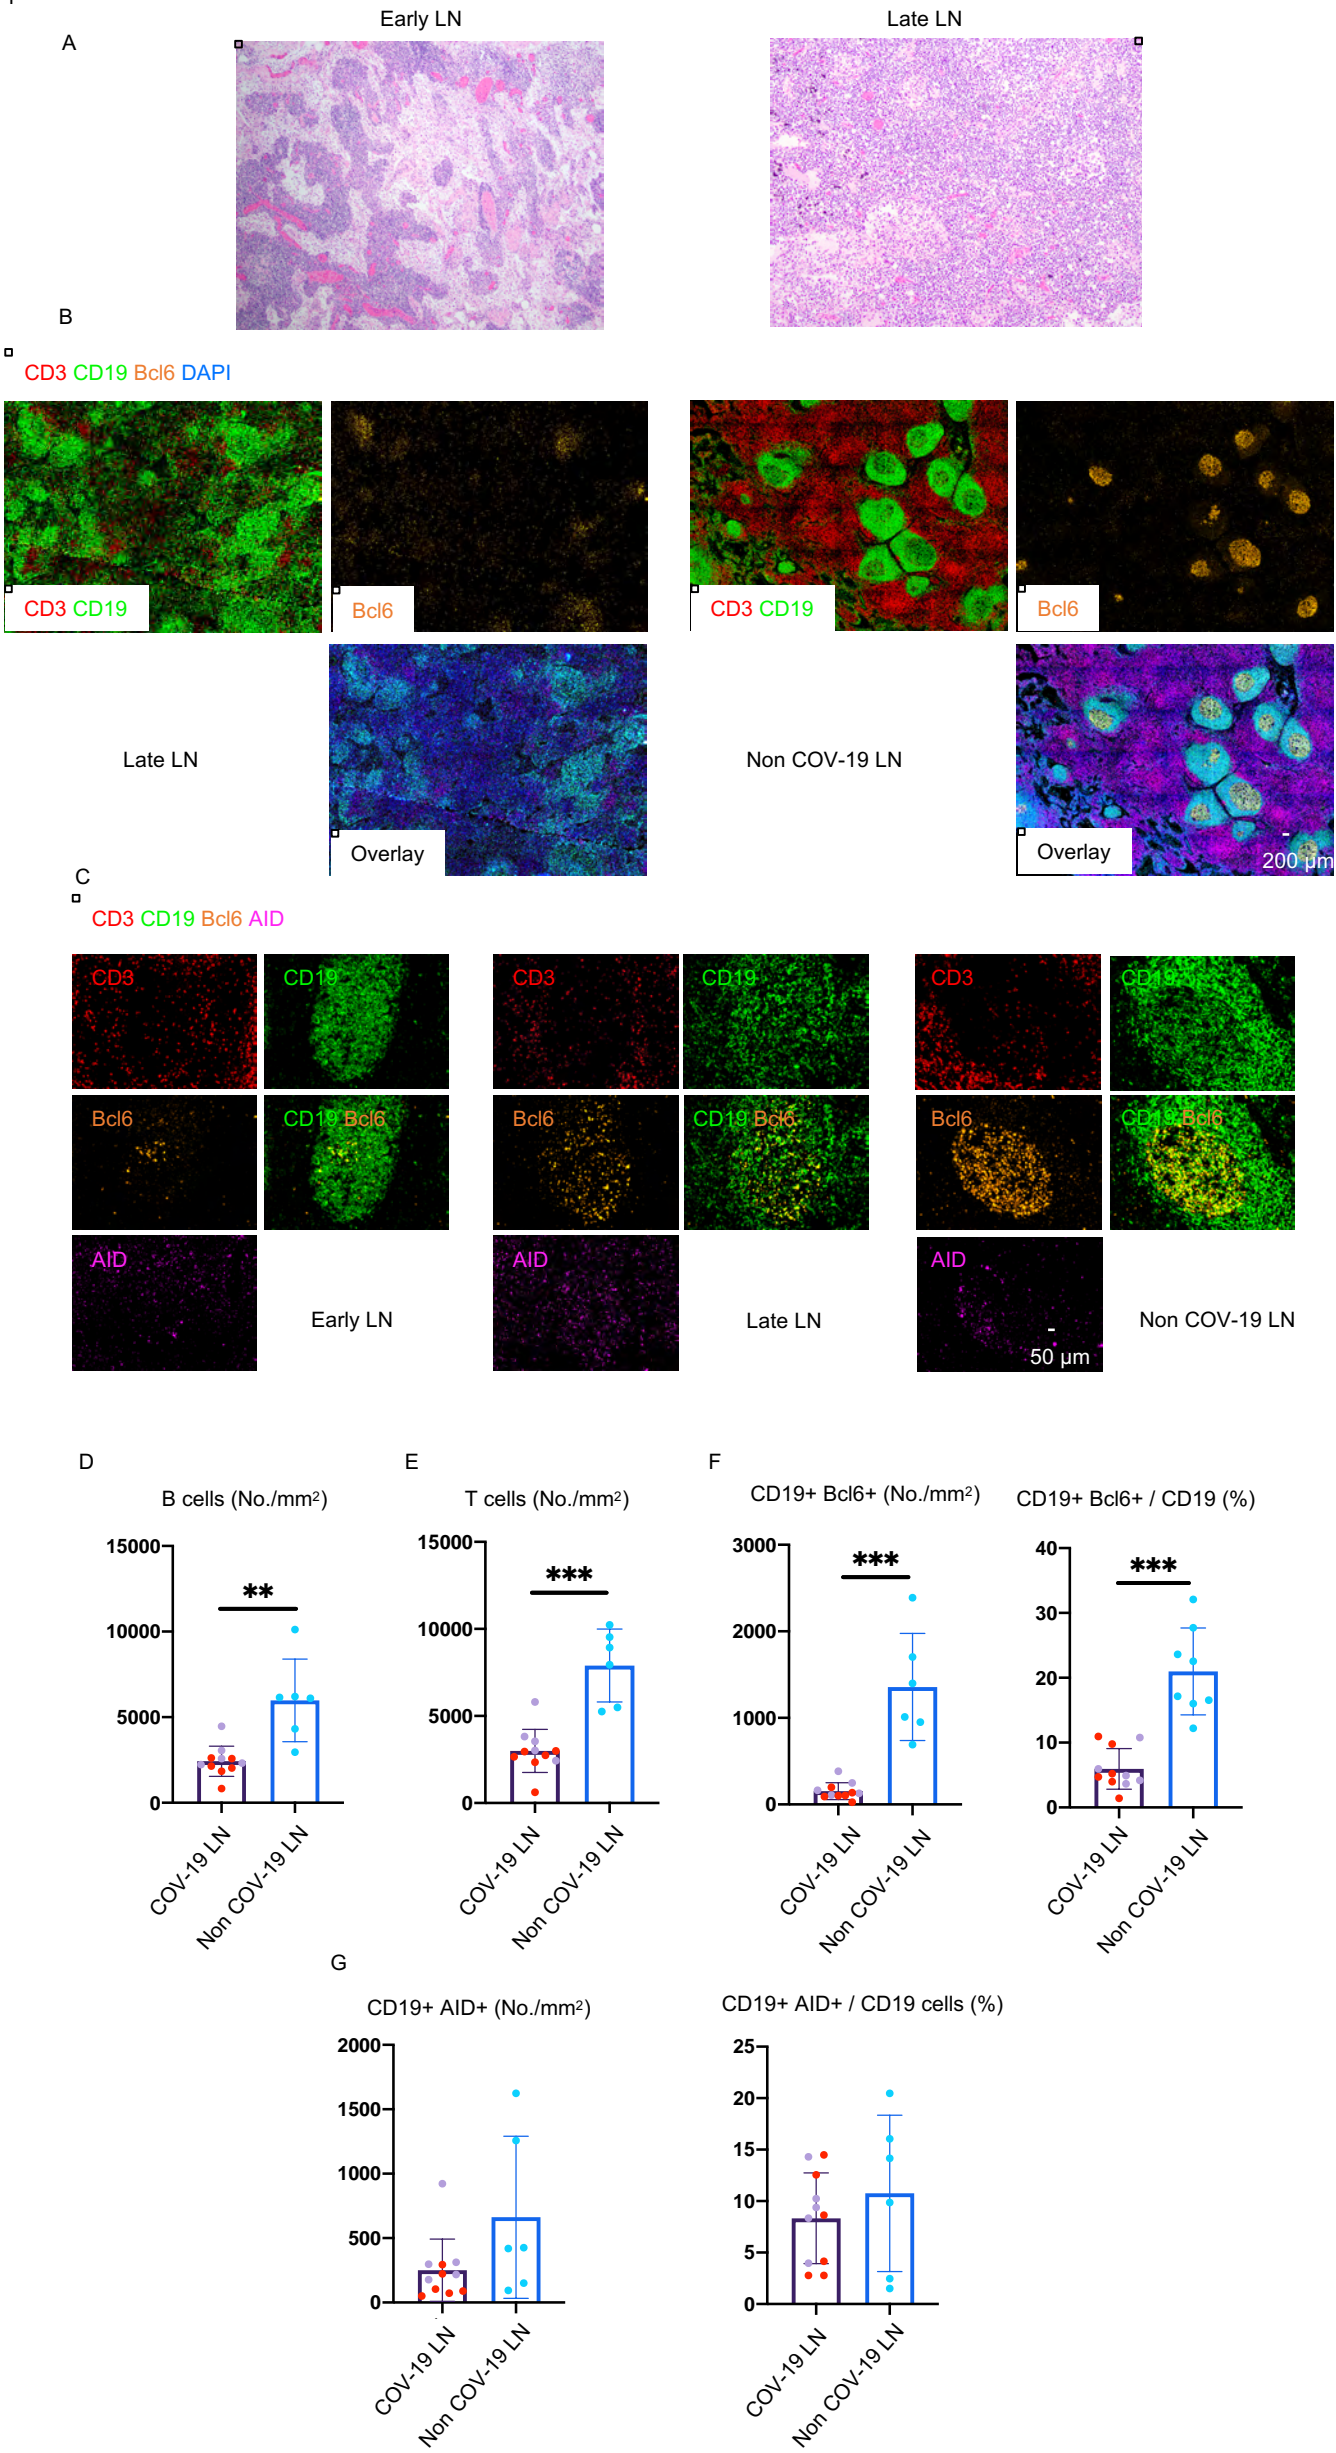 Early LN
Late LN
A
B
CD3 CD19 Bcl6 DAPI
CD3 CD19
Bcl6
CD3 CD19
Bcl6
Late LN
Non COV-19 LN
Overlay
Overlay
200 μm
C
CD3 CD19 Bcl6 AID
CD3
CD19
CD3
CD19
CD3
CD19
Bcl6
CD19 Bcl6
Bcl6
CD19 Bcl6
Bcl6
CD19 Bcl6
AID
Early LN
AID
Late LN
AID
50 μm
Non COV-19 LN
D
B cells (No./mm²)
15000
10000
5000
0
**
COV-19 LN
Non COV-19 LN
E
T cells (No./mm²)
15000
10000
5000
0
***
COV-19 LN
Non COV-19 LN
F
CD19+ Bcl6+ (No./mm²)
3000
2000
1000
0
***
COV-19 LN
Non COV-19 LN
CD19+ Bcl6+ / CD19 (%)
40
30
20
10
0
***
COV-19 LN
Non COV-19 LN
G
CD19+ AID+ (No./mm²)
2000
1500
1000
500
0
COV-19 LN
Non COV-19 LN
CD19+ AID+ / CD19 cells (%)
25
20
15
10
5
0
COV-19 LN
Non COV-19 LN